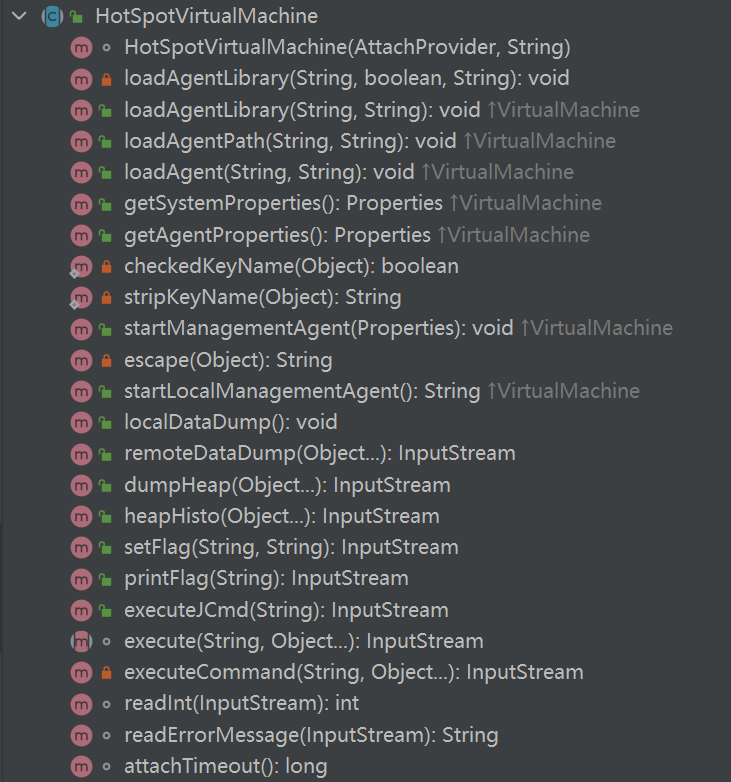 HotSpotVirtualMachine
HotSpotVirtualMachine(AttachProvider, String)
loadAgentLibrary(String, boolean, String): void
loadAgentLibrary(String, String): void ↑VirtualMachine
loadAgentPath(String, String): void ↑VirtualMachine
loadAgent(String, String): void ↑VirtualMachine
getSystemProperties(): Properties ↑VirtualMachine
getAgentProperties(): Properties ↑VirtualMachine
checkedKeyName(Object): boolean
stripKeyName(Object): String
startManagementAgent(Properties): void ↑VirtualMachine
escape(Object): String
startLocalManagementAgent(): String ↑VirtualMachine
localDataDump(): void
remoteDataDump(Object...): InputStream
dumpHeap(Object...): InputStream
heapHisto(Object...): InputStream
setFlag(String, String): InputStream
printFlag(String): InputStream
executeJCmd(String): InputStream
execute(String, Object...): InputStream
executeCommand(String, Object...): InputStream
readInt(InputStream): int
readErrorMessage(InputStream): String
attachTimeout(): long